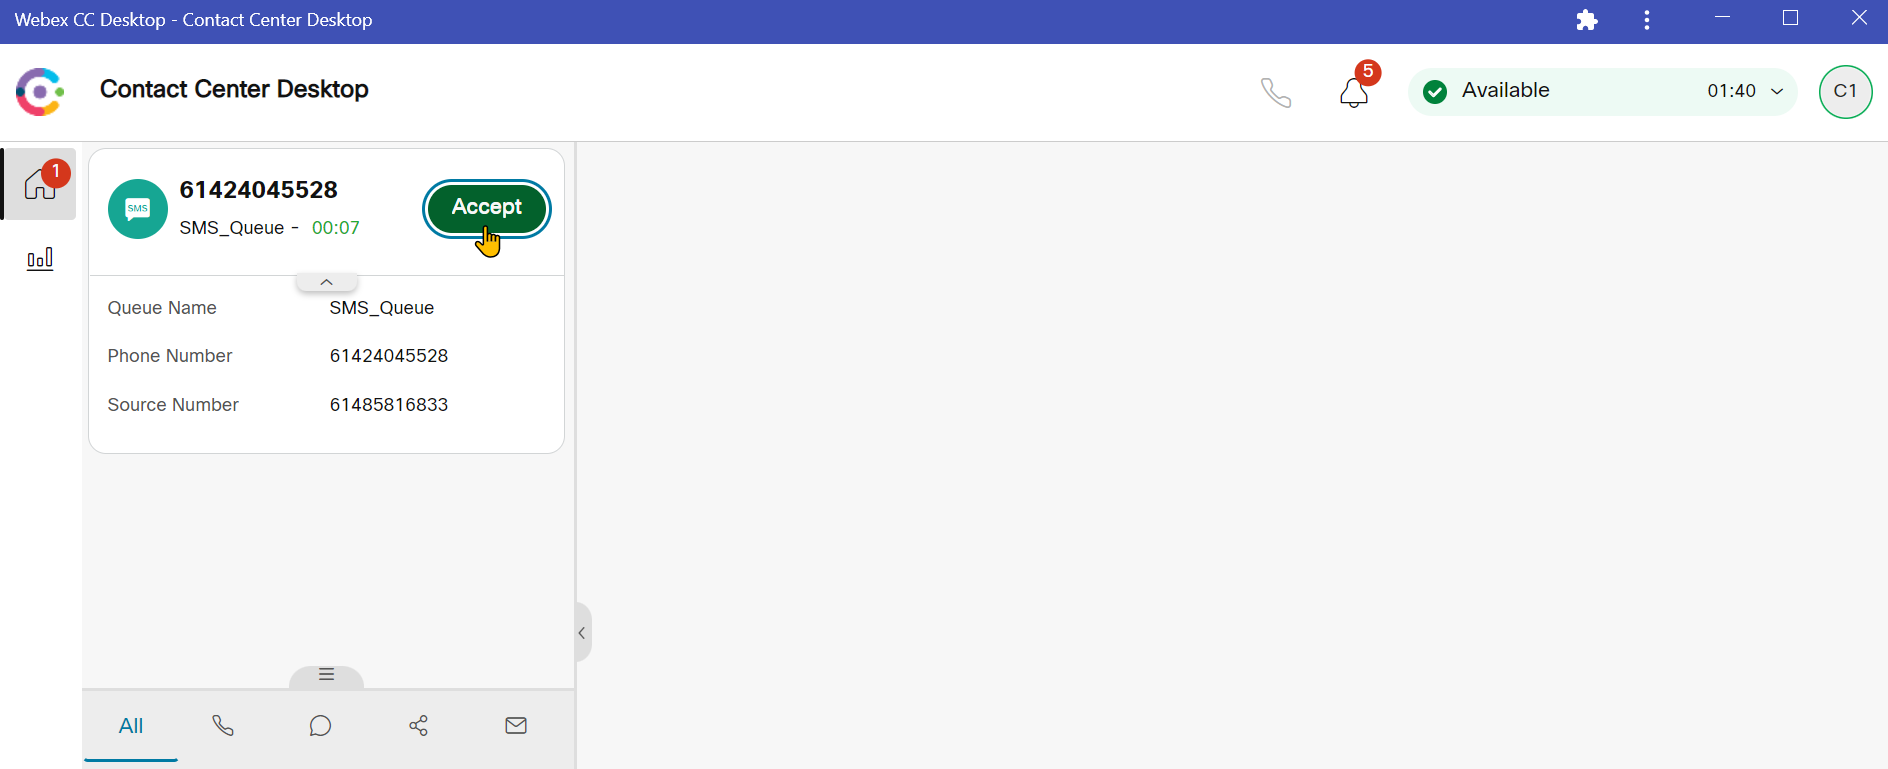 Webex CC Desktop - Contact Center Desktop
Contact Center Desktop
5
Available 01:40
C1
1
SMS
61424045528
SMS_Queue - 00:07
Accept
Queue Name SMS_Queue
Phone Number 61424045528
Source Number 61485816833
All